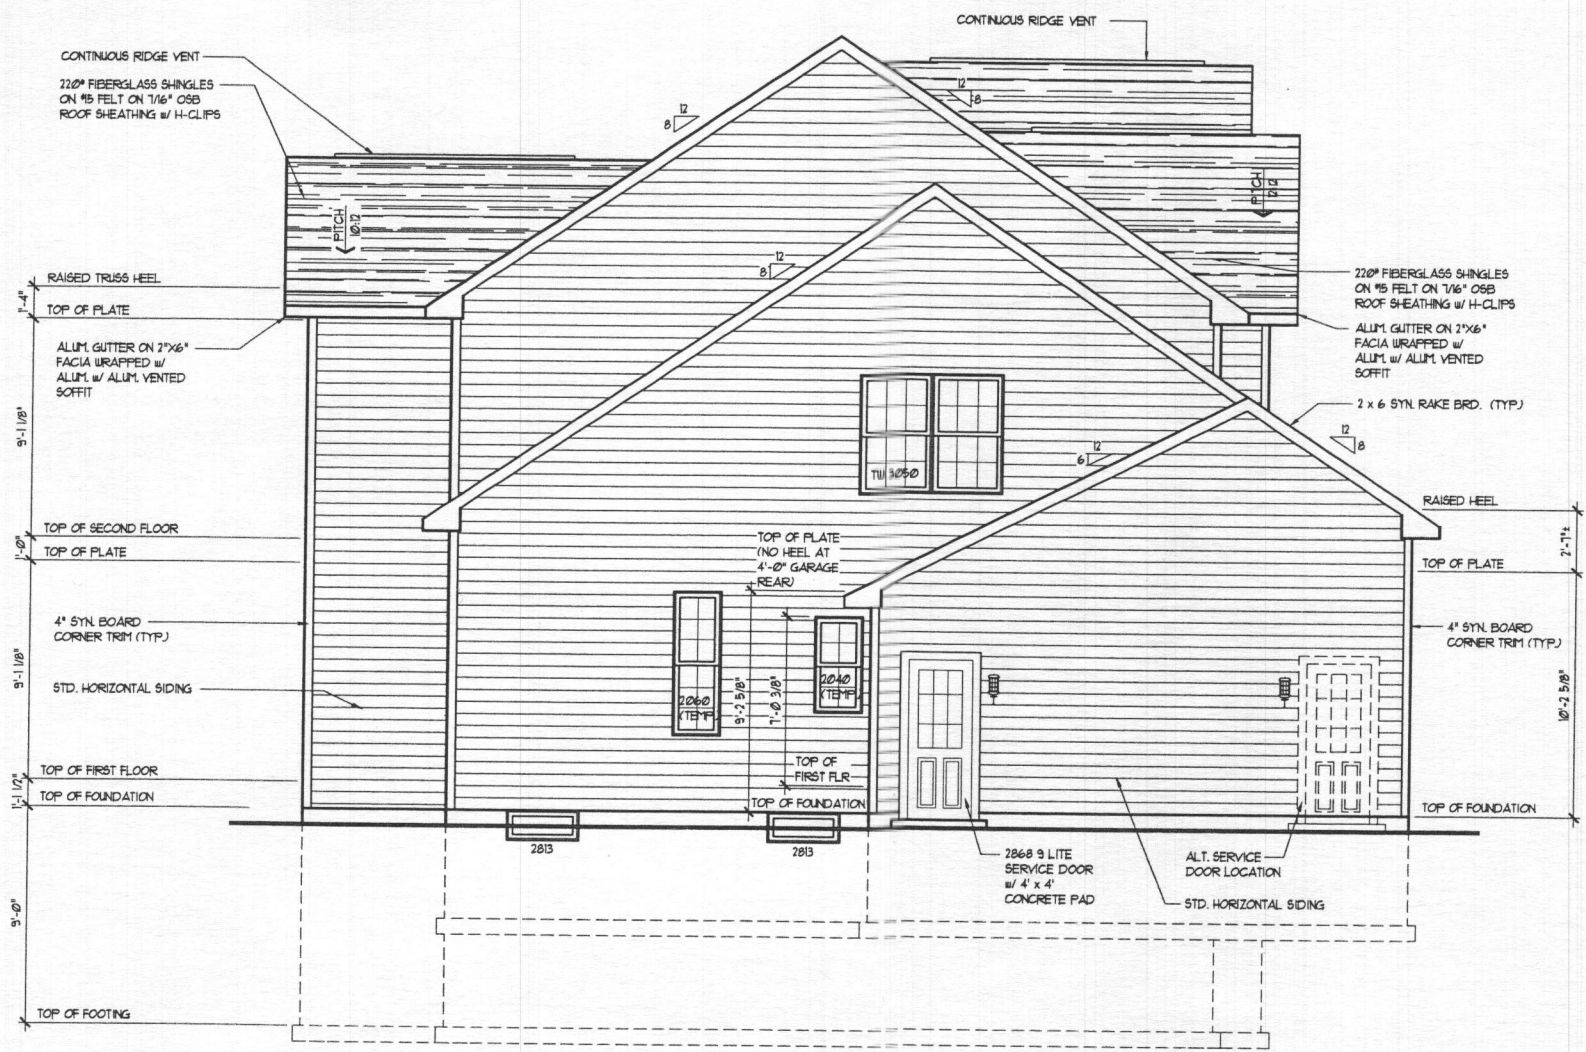 CONTINUOUS RIDGE VENT
CONTINUOUS RIDGE VENT
220# FIBERGLASS SHINGLES
ON #15 FELT ON 7/16" OSB
ROOF SHEATHING w/ H-CLIPS
12
8
12
8
PITCH
10:12
PITCH
12:12
12
8
RAISED TRUSS HEEL
1'-4"
TOP OF PLATE
220# FIBERGLASS SHINGLES
ON #15 FELT ON 7/16" OSB
ROOF SHEATHING w/ H-CLIPS
ALUM. GUTTER ON 2"X6"
FACIA WRAPPED w/
ALUM. w/ ALUM. VENTED
SOFFIT
ALUM. GUTTER ON 2"X6"
FACIA WRAPPED w/
ALUM. w/ ALUM. VENTED
SOFFIT
2 x 6 SYN. RAKE BRD. (TYP.)
12
8
9'-1 1/8"
12
6
TW 3050
RAISED HEEL
TOP OF SECOND FLOOR
1'-0"
TOP OF PLATE
2'-7"±
TOP OF PLATE
TOP OF PLATE
(NO HEEL AT
4'-0" GARAGE
REAR)
4" SYN. BOARD
CORNER TRIM (TYP.)
4" SYN. BOARD
CORNER TRIM (TYP.)
9'-1 1/8"
STD. HORIZONTAL SIDING
2060
(TEMP)
9'-2 5/8"
7'-0 3/8"
2040
(TEMP)
10'-2 5/8"
TOP OF FIRST FLOOR
TOP OF
FIRST FLR
1'-1 1/2"
TOP OF FOUNDATION
TOP OF FOUNDATION
TOP OF FOUNDATION
2813
2813
2868 9 LITE
SERVICE DOOR
w/ 4' x 4'
CONCRETE PAD
ALT. SERVICE
DOOR LOCATION
STD. HORIZONTAL SIDING
9'-0"
TOP OF FOOTING